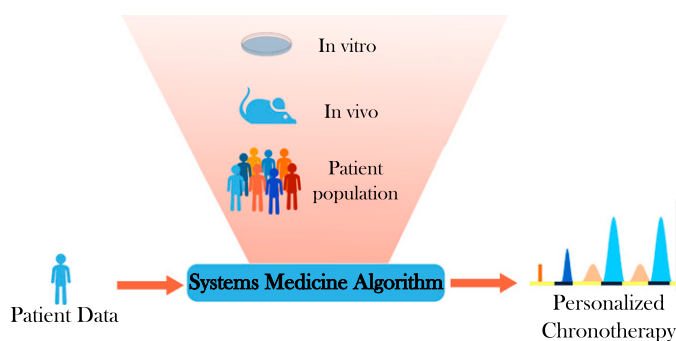 In vitro
In vivo
Patient
population
Systems Medicine Algorithm
Patient Data
Personalized
Chronotherapy